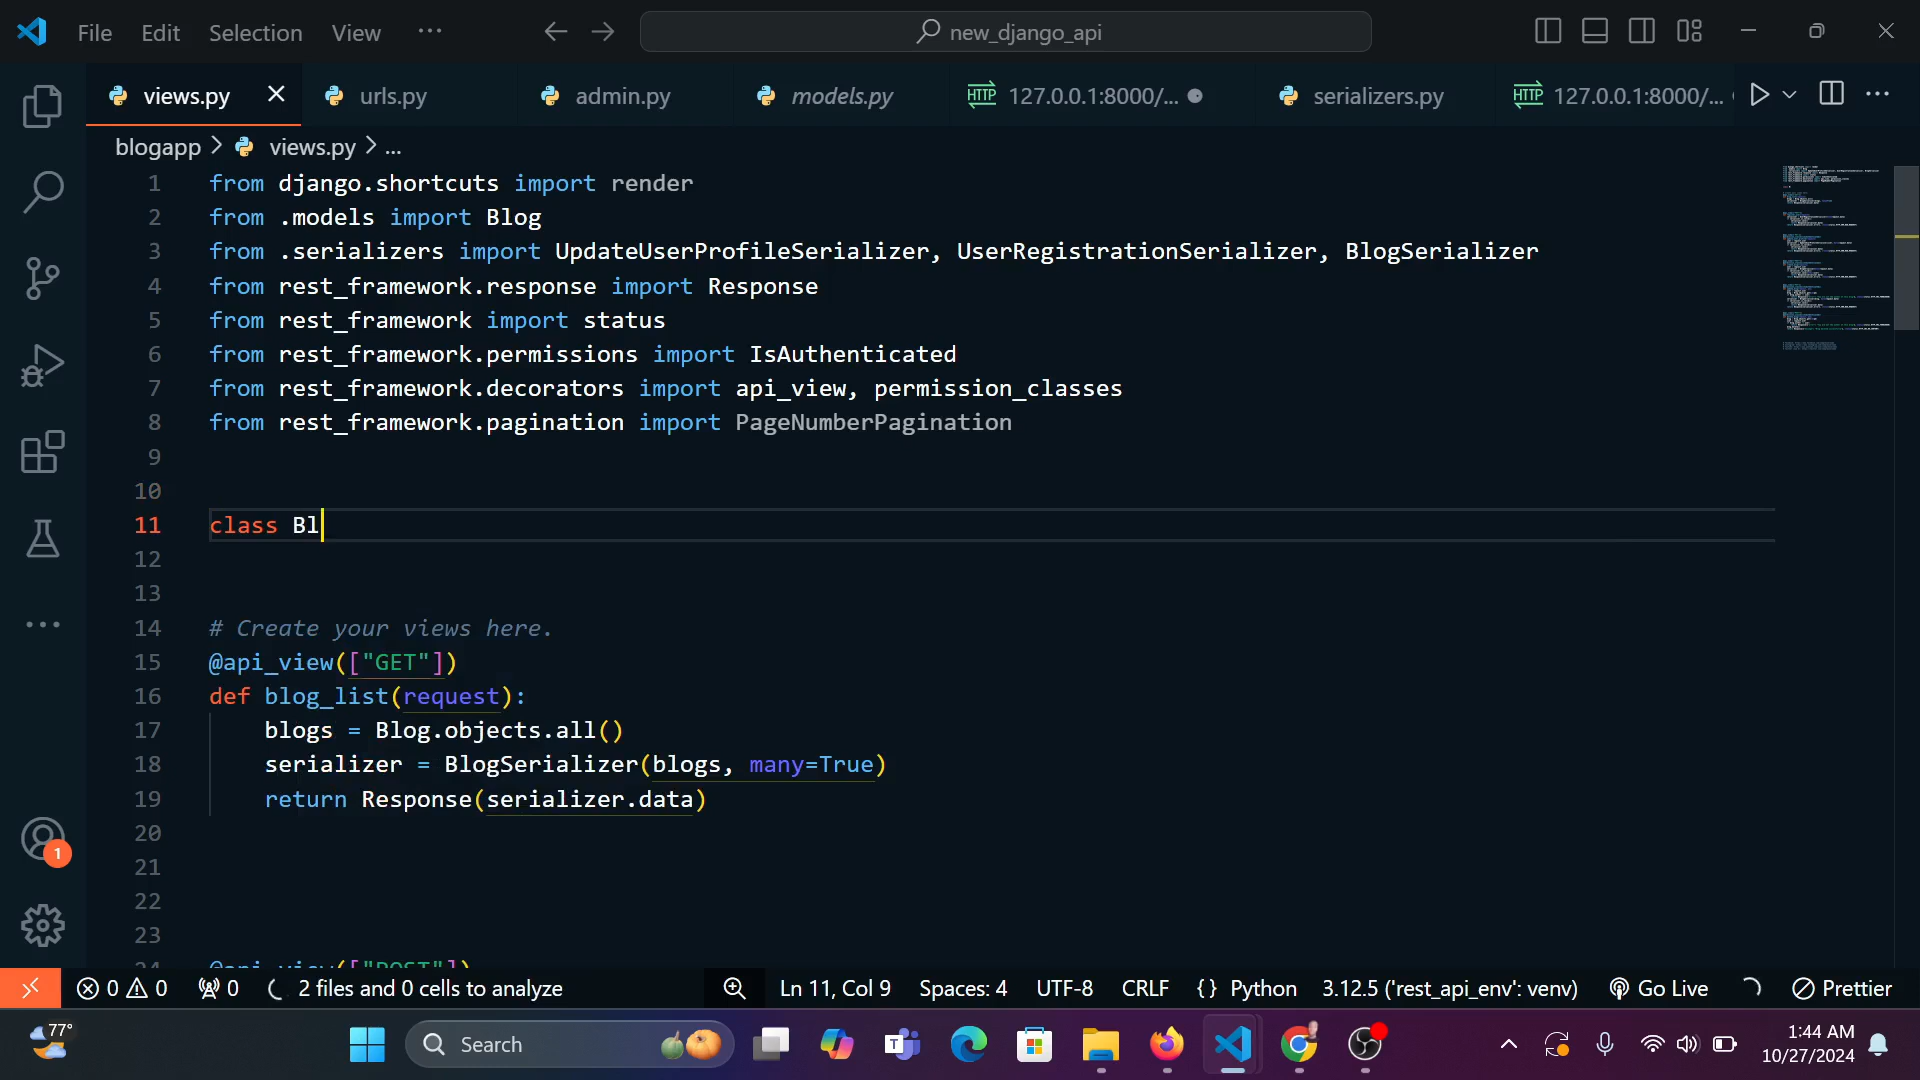 File Edit Selection View ... new_django_api
views.py urls.py admin.py models.py HTTP 127.0.0.1:8000/... serializers.py HTTP 127.0.0.1:8000/...
blogapp > views.py > ...
1 from django.shortcuts import render
2 from .models import Blog
3 from .serializers import UpdateUserProfileSerializer, UserRegistrationSerializer, BlogSerializer
4 from rest_framework.response import Response
5 from rest_framework import status
6 from rest_framework.permissions import IsAuthenticated
7 from rest_framework.decorators import api_view, permission_classes
8 from rest_framework.pagination import PageNumberPagination
9
10
11 class Bl
12
13
14 # Create your views here.
15 @api_view(["GET"])
16 def blog_list(request):
17 blogs = Blog.objects.all()
18 serializer = BlogSerializer(blogs, many=True)
19 return Response(serializer.data)
20
21
22
23
24 @api_view(["POST"])
1
0 0 0 2 files and 0 cells to analyze Ln 11, Col 9 Spaces: 4 UTF-8 CRLF {} Python 3.12.5 ('rest_api_env': venv) Go Live Prettier
77° Search 1:44 AM
10/27/2024